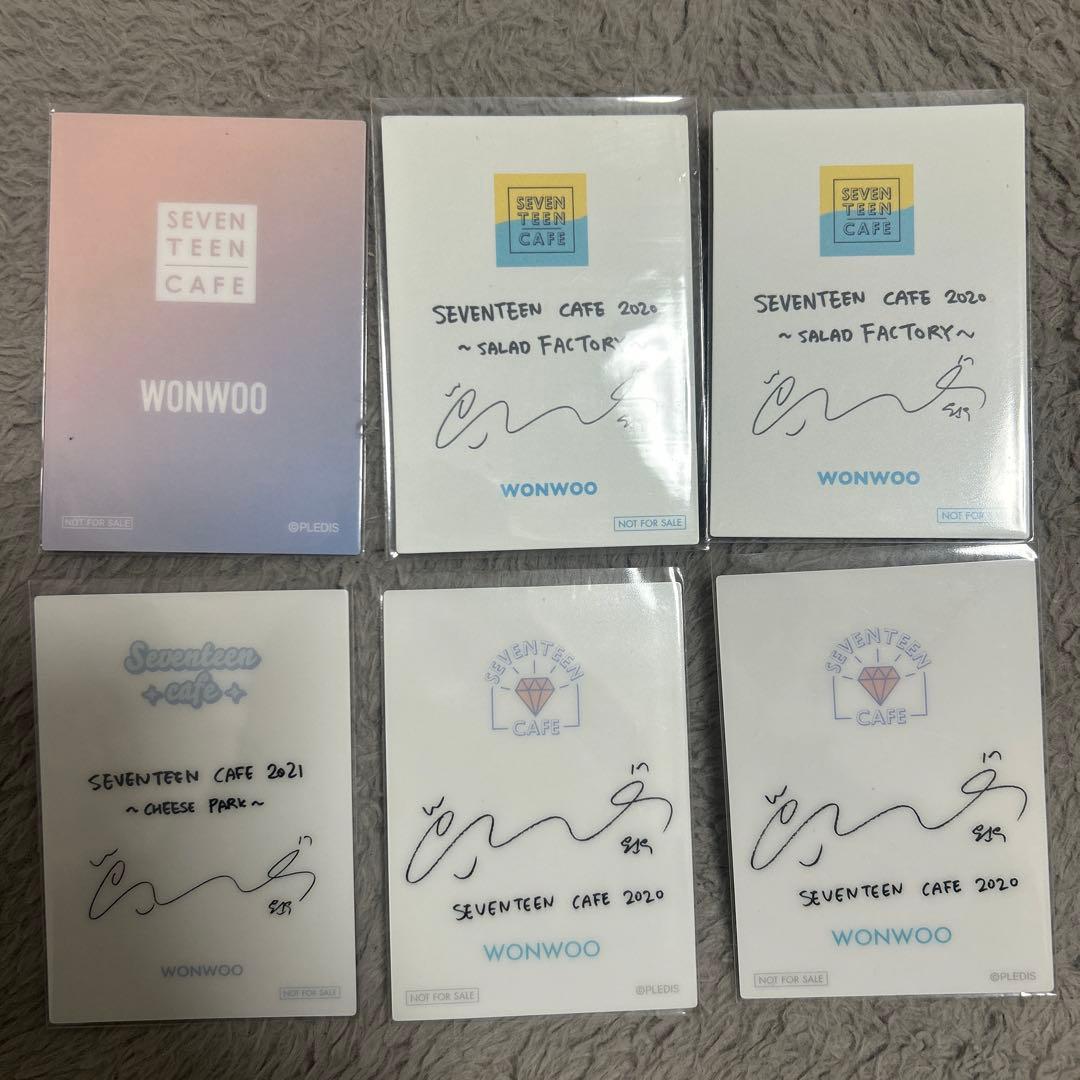 SEVEN
TEEN
CAFE
WONWOO
NOT FOR SALE
©PLEDIS
SEVEN
TEEN
CAFE
SEVENTEEN CAFE 2020
~SALAD FACTORY~
WONWOO
NOT FOR SALE
SEVEN
TEEN
CAFE
SEVENTEEN CAFE 2020
~SALAD FACTORY~
WONWOO
NOT FOR
Seventeen
cafe
SEVENTEEN CAFE 2021
~CHEESE PARK~
WONWOO
NOT FOR SALE
SEVENTEEN
CAFE
SEVENTEEN CAFE 2020
WONWOO
NOT FOR SALE
©PLEDIS
SEVENTEEN
CAFE
SEVENTEEN CAFE 2020
WONWOO
NOT FOR SALE
©PLEDIS